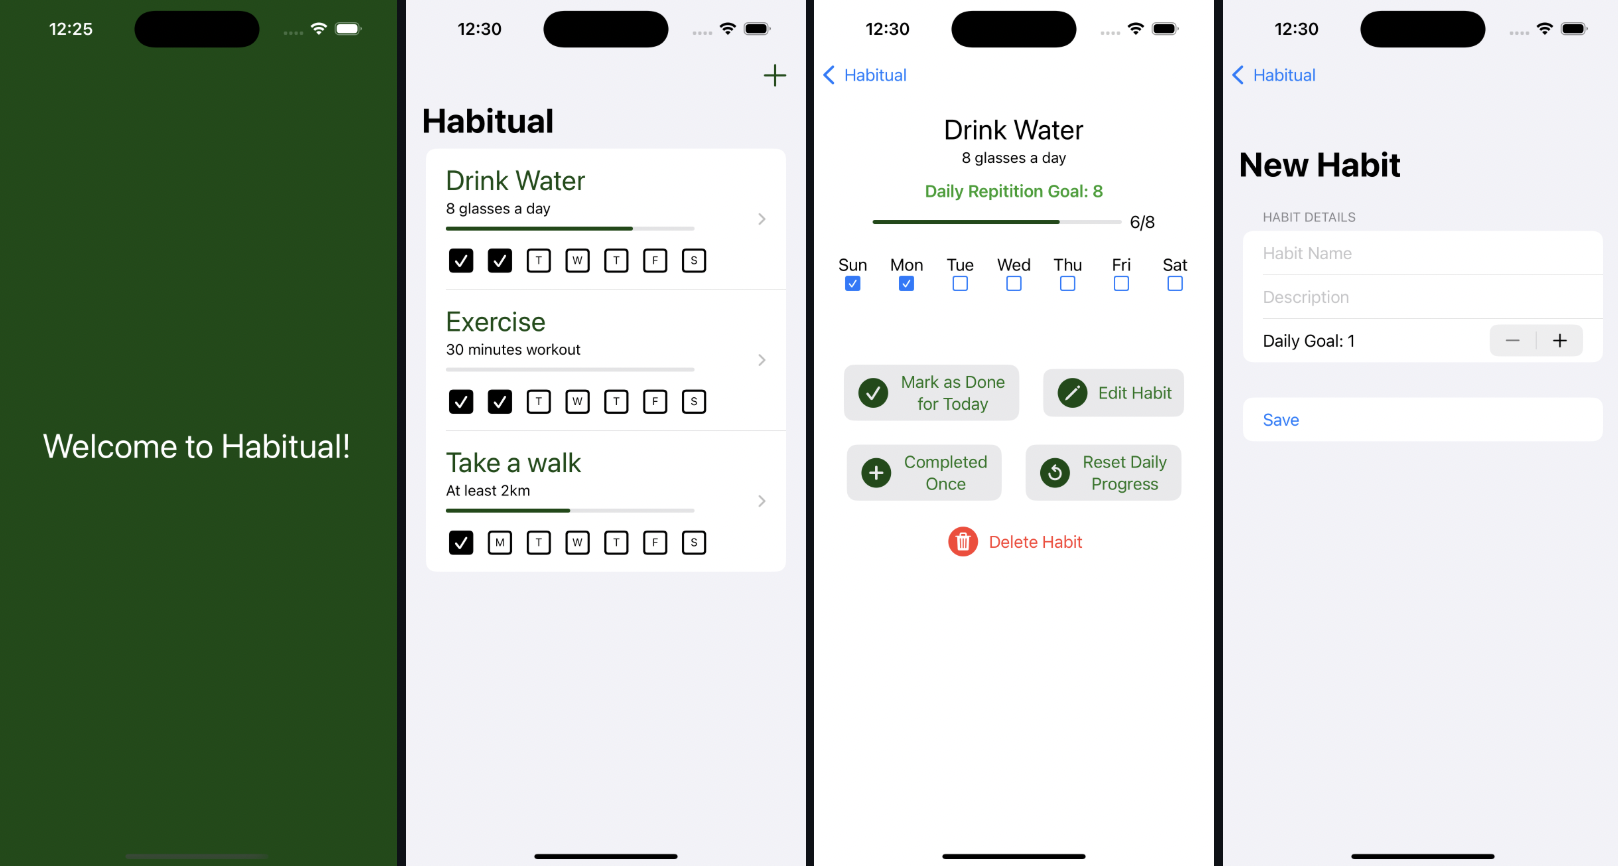 12:25
Welcome to Habitual!
12:30
Habitual
Drink Water
8 glasses a day
T W T F S
Exercise
30 minutes workout
T W T F S
Take a walk
At least 2km
M T W T F S
12:30
Habitual
Drink Water
8 glasses a day
Daily Repitition Goal: 8
6/8
Sun Mon Tue Wed Thu Fri Sat
Mark as Done
for Today
Edit Habit
Completed
Once
Reset Daily
Progress
Delete Habit
12:30
Habitual
New Habit
HABIT DETAILS
Habit Name
Description
Daily Goal: 1
Save